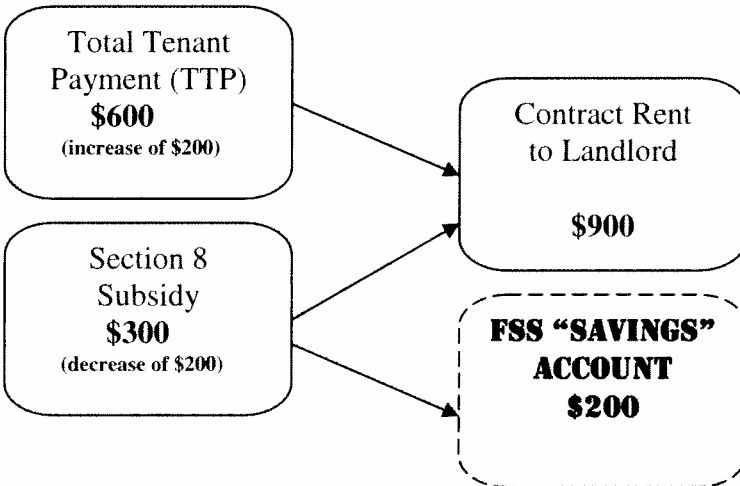 Total Tenant
Payment (TTP)
$600
(increase of $200)
Contract Rent
to Landlord
$900
Section 8
Subsidy
$300
(decrease of $200)
FSS “SAVINGS”
ACCOUNT
$200